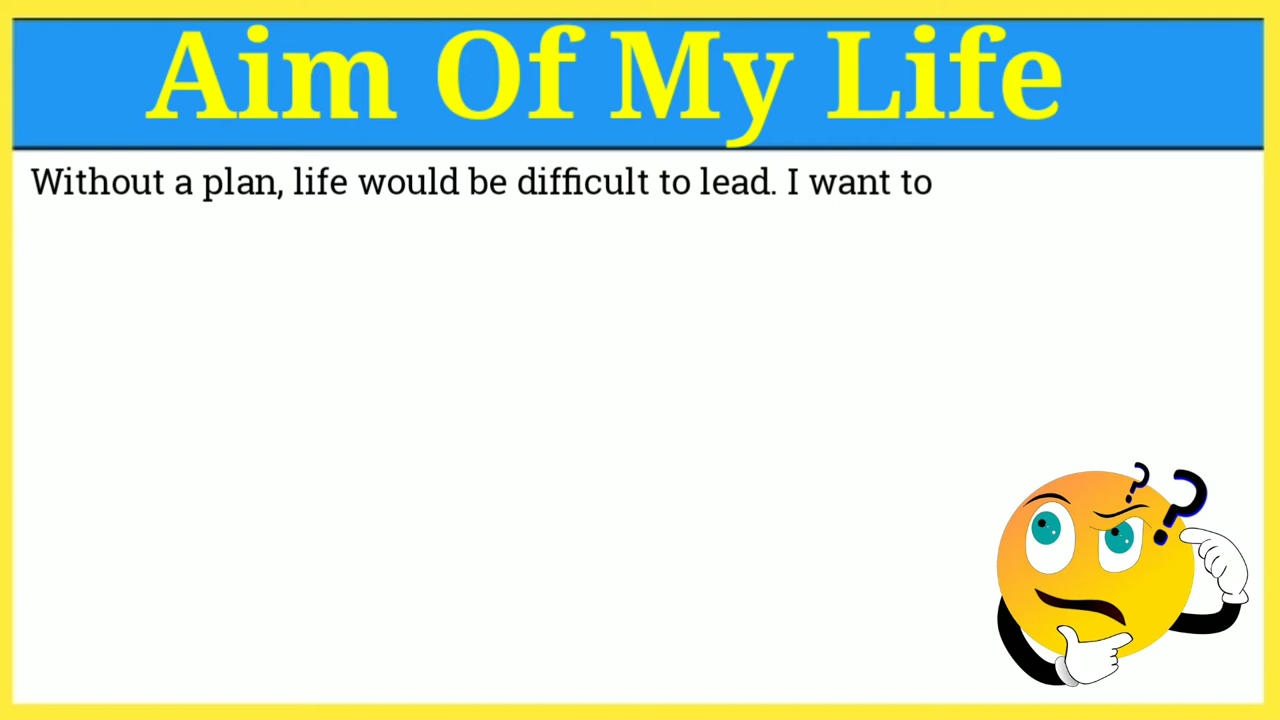 Aim Of My Life
Without a plan, life would be difficult to lead. I want to
? ?